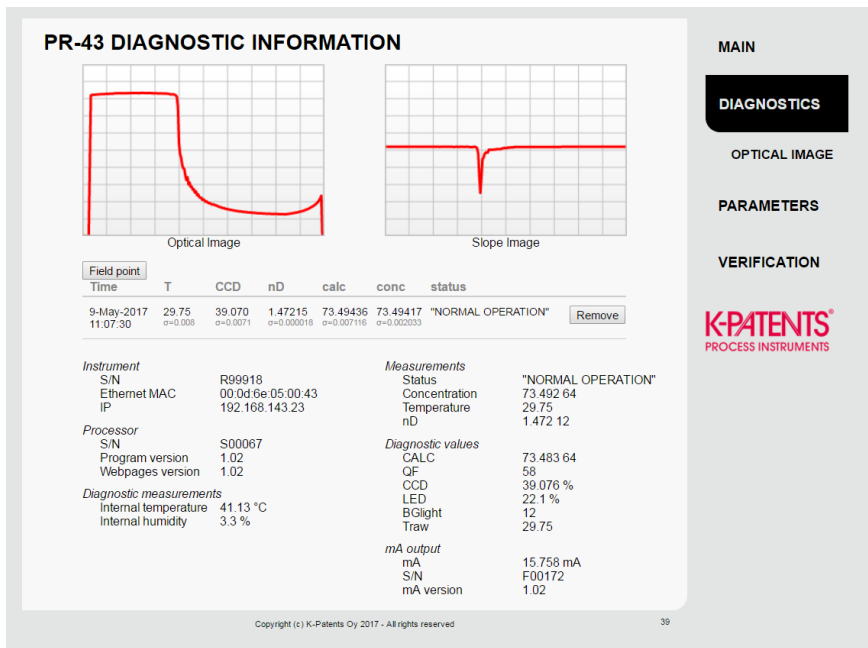 PR-43 DIAGNOSTIC INFORMATION
Optical Image
Slope Image
Field point
Time T CCD nD calc conc status
9-May-2017 29.75 39.070 1.47215 73.49436 73.49417 "NORMAL OPERATION" Remove
11:07:30 σ=0.008 σ=0.0071 σ=0.000018 σ=0.007116 σ=0.002033
Instrument
S/N R99918
Ethernet MAC 00:0d:6e:05:00:43
IP 192.168.143.23
Processor
S/N S00067
Program version 1.02
Webpages version 1.02
Diagnostic measurements
Internal temperature 41.13 °C
Internal humidity 3.3 %
Measurements
Status "NORMAL OPERATION"
Concentration 73.492 64
Temperature 29.75
nD 1.472 12
Diagnostic values
CALC 73.483 64
QF 58
CCD 39.076 %
LED 22.1 %
BGlight 12
Traw 29.75
mA output
mA 15.758 mA
S/N F00172
mA version 1.02
MAIN
DIAGNOSTICS
OPTICAL IMAGE
PARAMETERS
VERIFICATION
K-PATENTS®
PROCESS INSTRUMENTS
Copyright (c) K-Patents Oy 2017 - All rights reserved
39